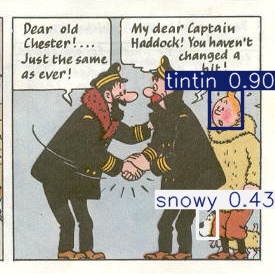 Dear old
Chester!...
Just the same
as ever!
My dear Captain
Haddock! You haven't
changed a
bit!
tintin 0.90
snowy 0.43